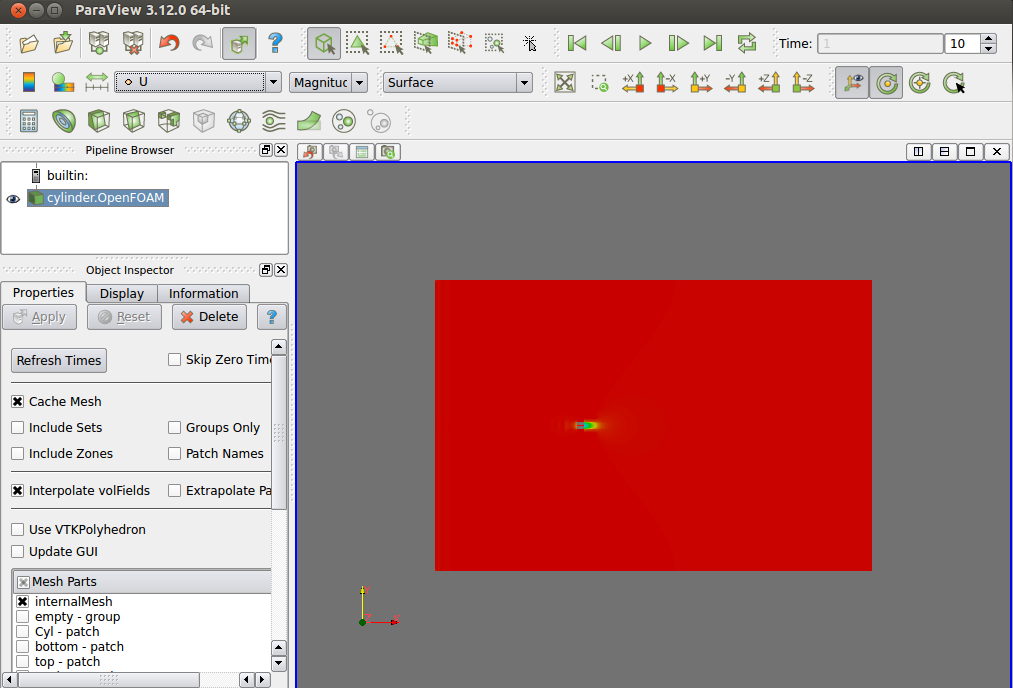 ParaView 3.12.0 64-bit
Time: 1 10
U Magnituc Surface
+X -X +Y -Y +Z -Z
Pipeline Browser
builtin:
cylinder.OpenFOAM
Object Inspector
Properties Display Information
Apply Reset Delete ?
Refresh Times Skip Zero Time
Cache Mesh
Include Sets Groups Only
Include Zones Patch Names
Interpolate volFields Extrapolate Pa
Use VTKPolyhedron
Update GUI
Mesh Parts
internalMesh
empty - group
Cyl - patch
bottom - patch
top - patch